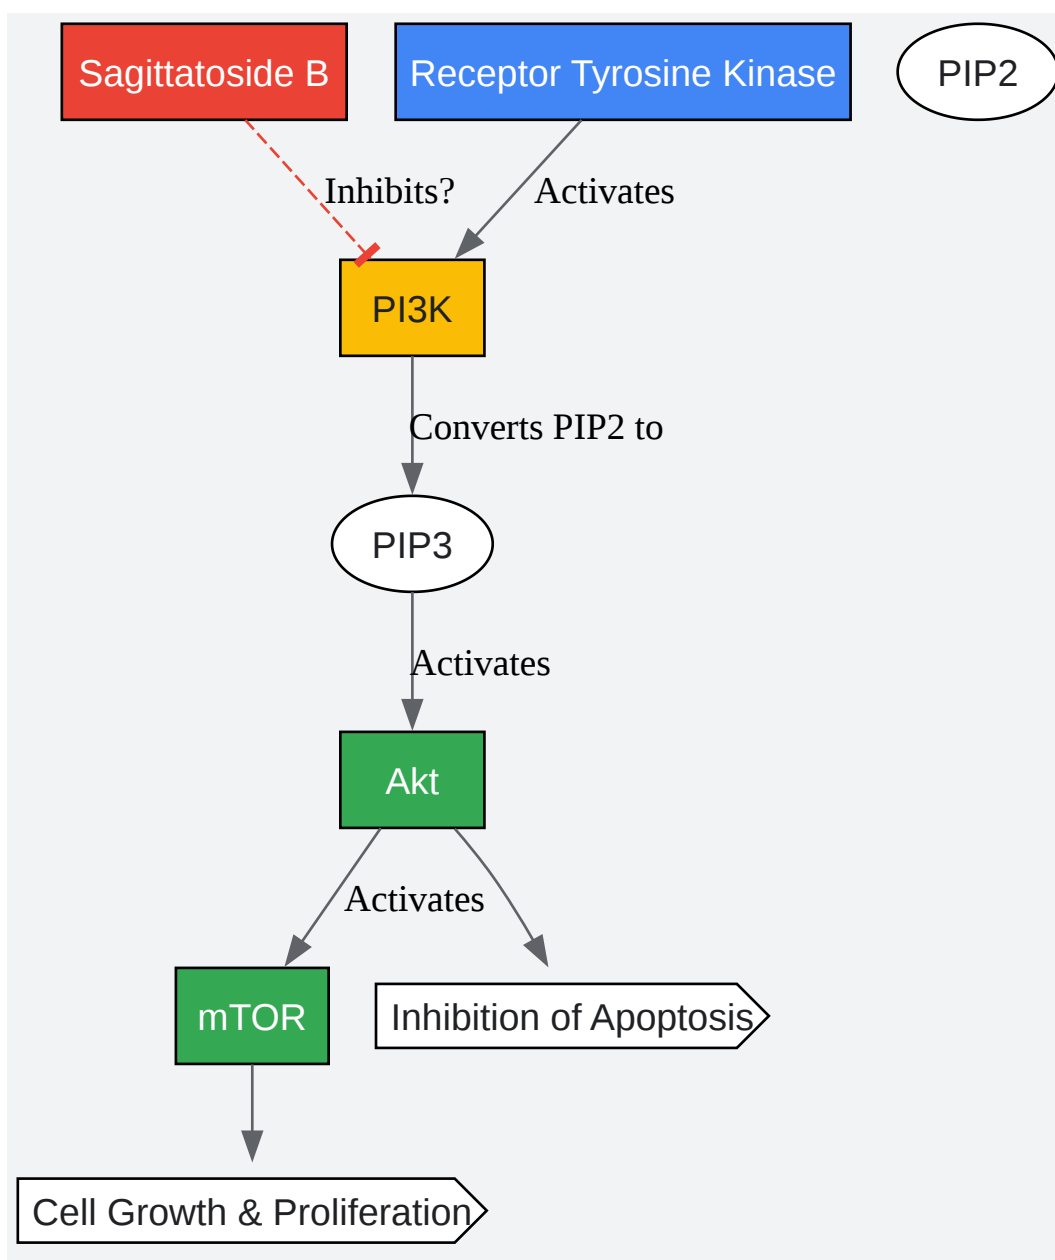 Sagittatoside B
Receptor Tyrosine Kinase
PIP2
Inhibits?
Activates
PI3K
Converts PIP2 to
PIP3
Activates
Akt
Activates
mTOR
Inhibition of Apoptosis
Cell Growth & Proliferation